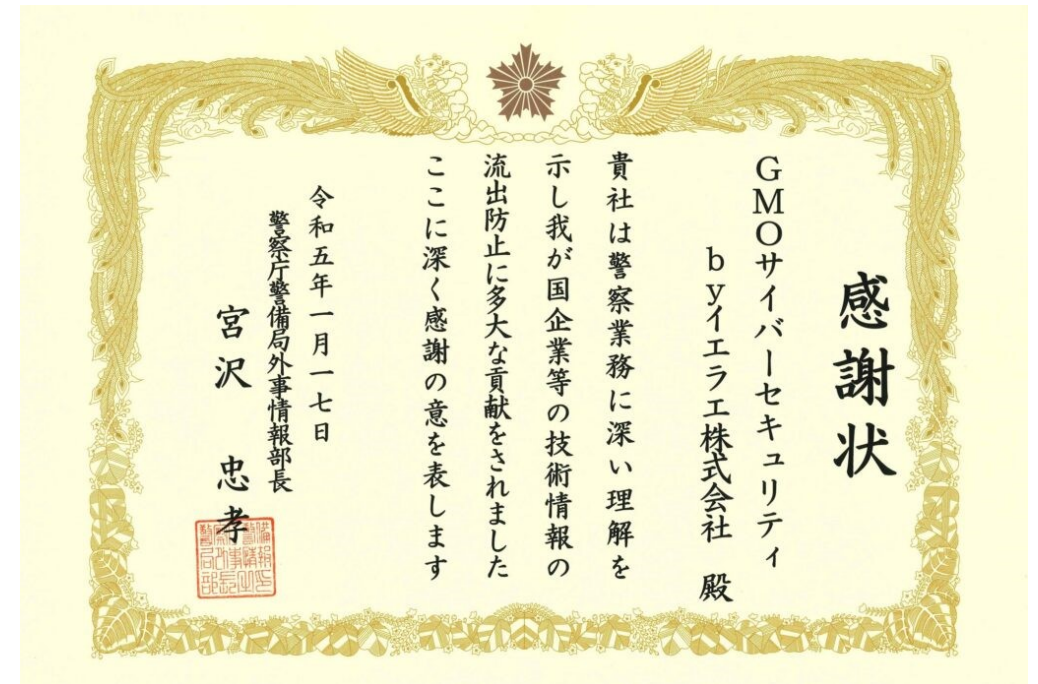 感謝状
GMOサイバーセキュリティ
byイエラエ株式会社 殿
貴社は警察業務に深い理解を
示し我が国企業等の技術情報の
流出防止に多大な貢献をされました
ここに深く感謝の意を表します
令和五年一月一七日
警察庁警備局外事情報部長
宮沢 忠孝